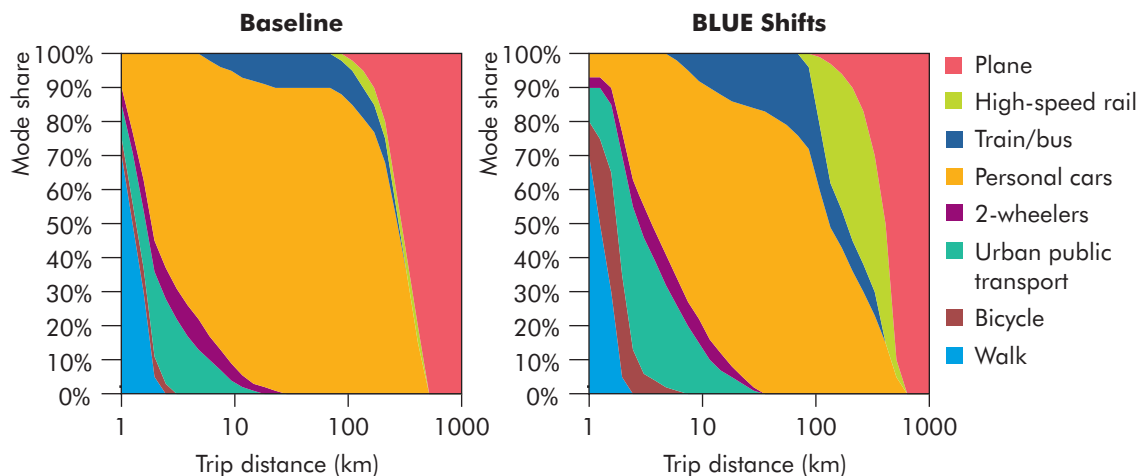 Baseline
BLUE Shifts
Mode share
100%
90%
80%
70%
60%
50%
40%
30%
20%
10%
0%
1
10
100
1000
Trip distance (km)
Mode share
100%
90%
80%
70%
60%
50%
40%
30%
20%
10%
0%
1
10
100
1000
Trip distance (km)
Plane
High-speed rail
Train/bus
Personal cars
2-wheelers
Urban public
transport
Bicycle
Walk